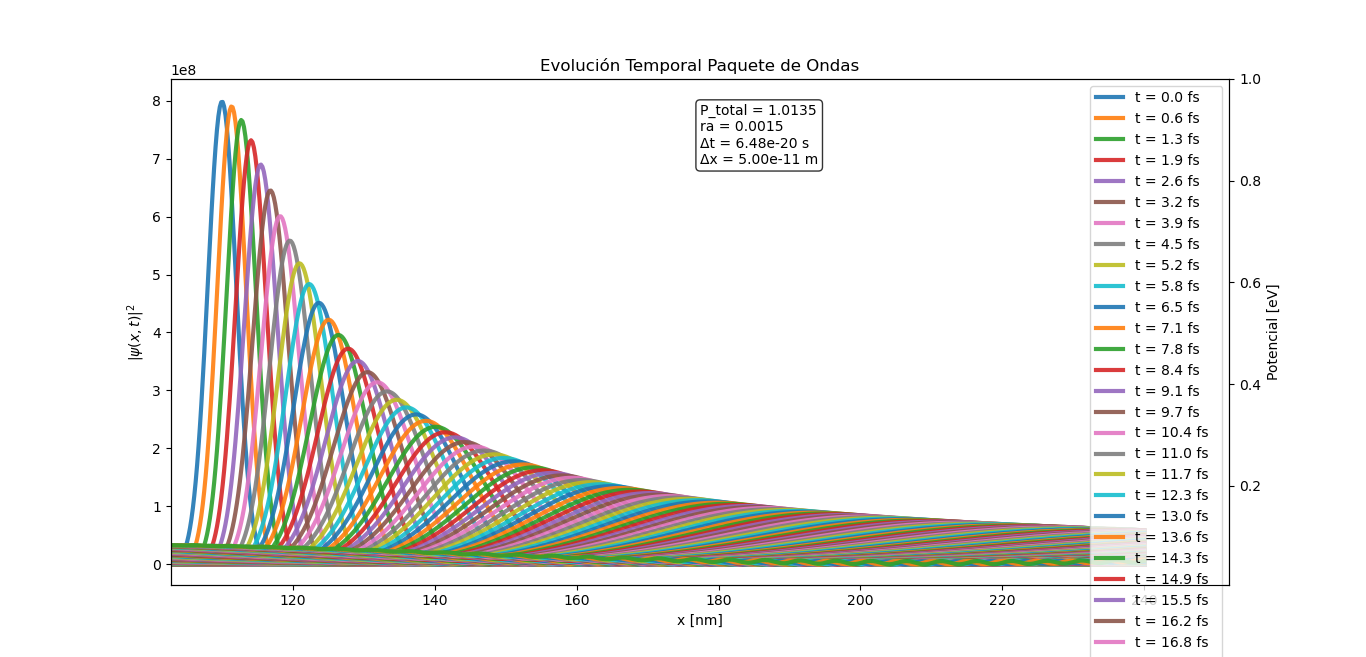 Evolución Temporal Paquete de Ondas
1e8
8
7
6
5
4
3
2
1
0
|ψ(x, t)|²
P_total = 1.0135
ra = 0.0015
Δt = 6.48e-20 s
Δx = 5.00e-11 m
t = 0.0 fs
t = 0.6 fs
t = 1.3 fs
t = 1.9 fs
t = 2.6 fs
t = 3.2 fs
t = 3.9 fs
t = 4.5 fs
t = 5.2 fs
t = 5.8 fs
t = 6.5 fs
t = 7.1 fs
t = 7.8 fs
t = 8.4 fs
t = 9.1 fs
t = 9.7 fs
t = 10.4 fs
t = 11.0 fs
t = 11.7 fs
t = 12.3 fs
t = 13.0 fs
t = 13.6 fs
t = 14.3 fs
t = 14.9 fs
t = 15.5 fs
t = 16.2 fs
t = 16.8 fs
1.0
0.8
0.6
0.4
0.2
Potencial [eV]
120
140
160
180
200
220
240
x [nm]